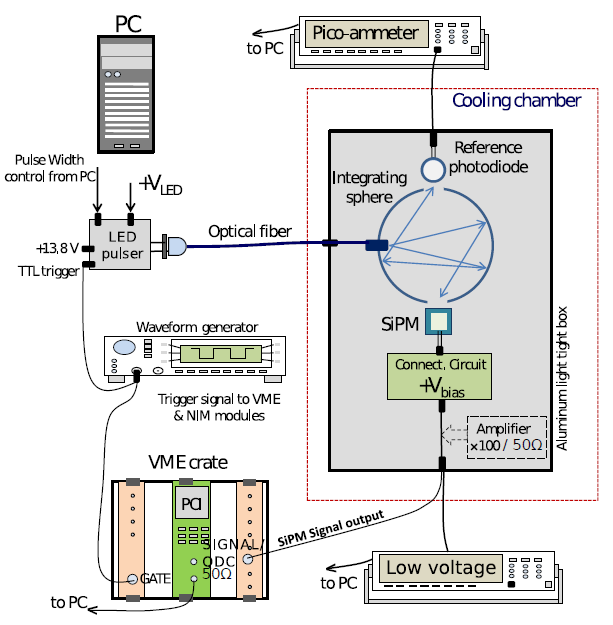 PC
Pico-ammeter
to PC
Cooling chamber
Pulse Width
control from PC
+VLED
Reference
photodiode
Integrating
sphere
LED
pulser
Optical fiber
+13,8 V
TTL trigger
SiPM
Waveform generator
Connect. Circuit
+Vbias
Trigger signal to VME
& NIM modules
Amplifier
×100 / 50Ω
Aluminum light tight box
VME crate
PCI
SIGNAL/
QDC
50Ω
GATE
SiPM Signal output
Low voltage
to PC
to PC